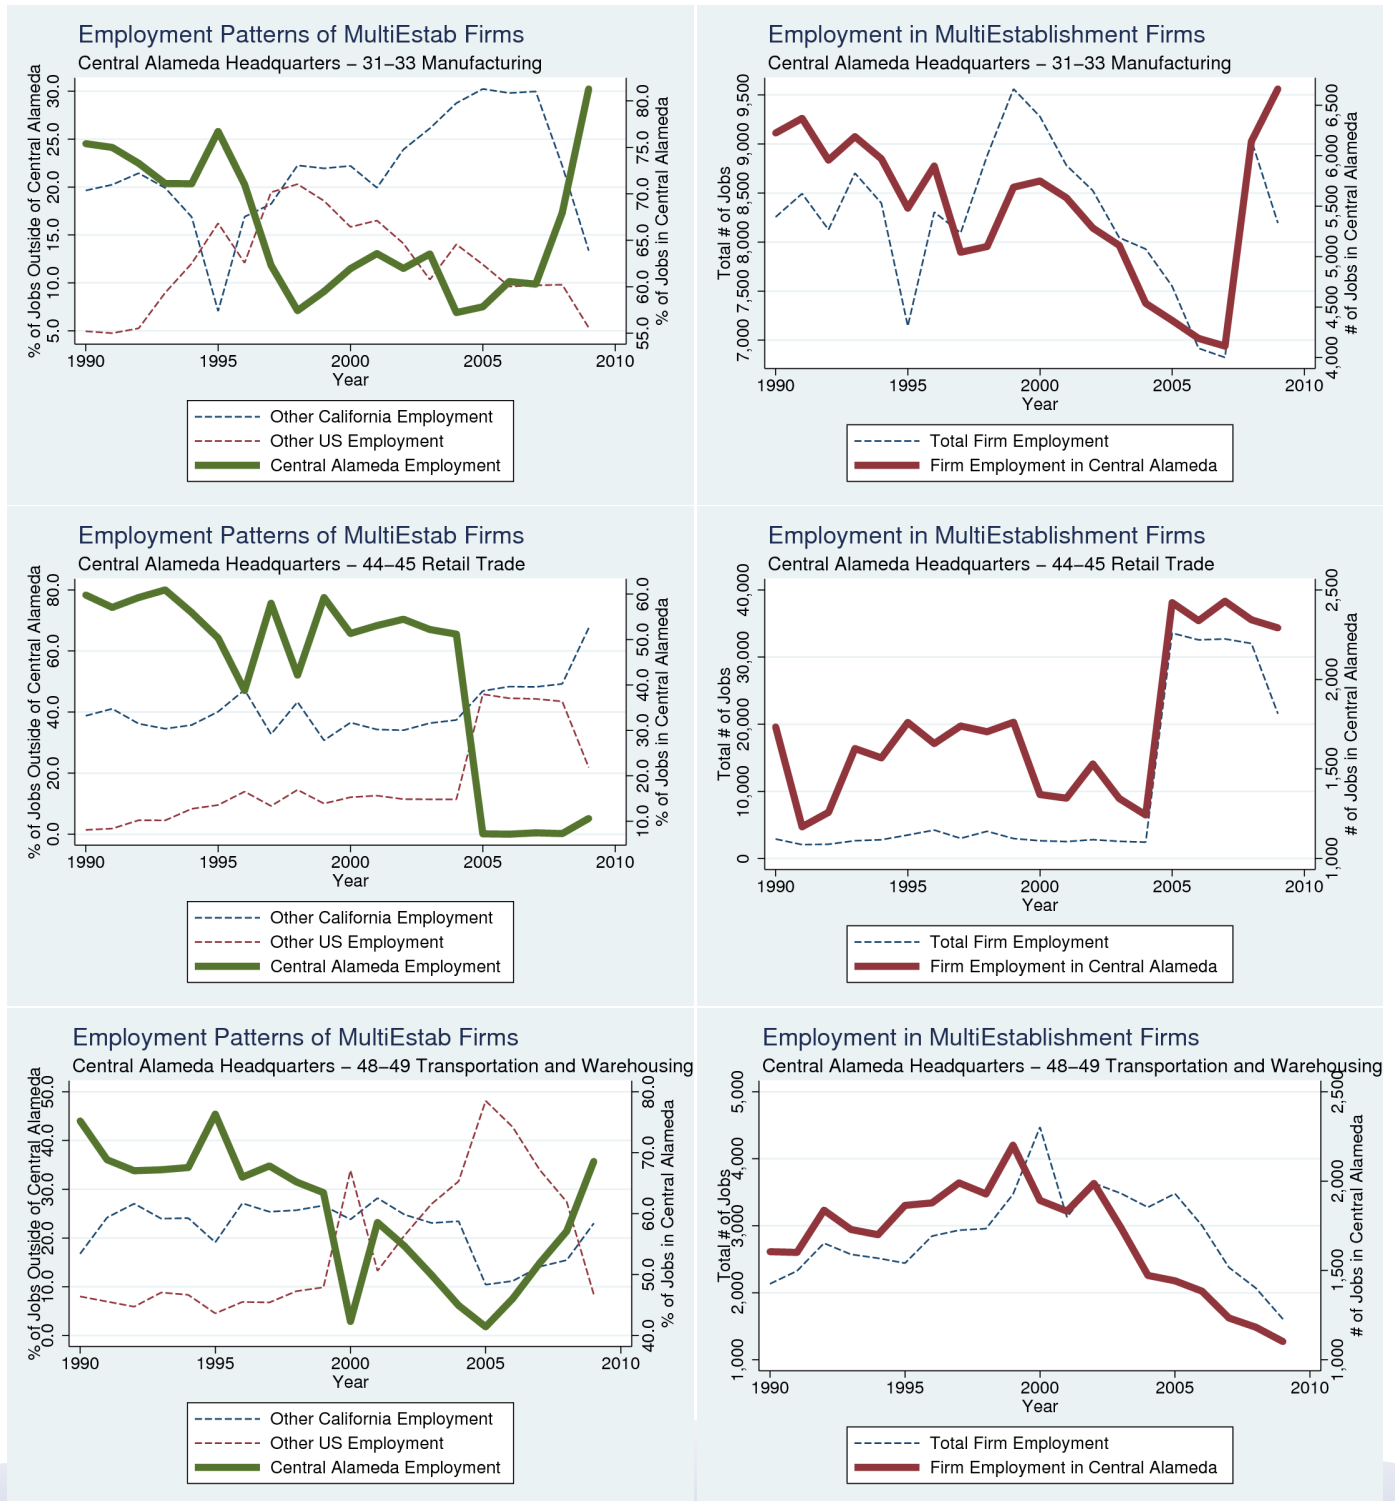 Employment Patterns of MultiEstab Firms
Central Alameda Headquarters – 31–33 Manufacturing
% of Jobs Outside of Central Alameda
5.0 10.0 15.0 20.0 25.0 30.0
55.0 60.0 65.0 70.0 75.0 80.0
% of Jobs in Central Alameda
1990 1995 2000 2005 2010
Year
Other California Employment
Other US Employment
Central Alameda Employment
Employment in MultiEstablishment Firms
Central Alameda Headquarters – 31–33 Manufacturing
Total # of Jobs
7,000 7,500 8,000 8,500 9,000 9,500
4,000 4,500 5,000 5,500 6,000 6,500
# of Jobs in Central Alameda
1990 1995 2000 2005 2010
Year
Total Firm Employment
Firm Employment in Central Alameda
Employment Patterns of MultiEstab Firms
Central Alameda Headquarters – 44–45 Retail Trade
% of Jobs Outside of Central Alameda
0.0 20.0 40.0 60.0 80.0
10.0 20.0 30.0 40.0 50.0 60.0
% of Jobs in Central Alameda
1990 1995 2000 2005 2010
Year
Other California Employment
Other US Employment
Central Alameda Employment
Employment in MultiEstablishment Firms
Central Alameda Headquarters – 44–45 Retail Trade
Total # of Jobs
0 10,000 20,000 30,000 40,000
1,000 1,500 2,000 2,500
# of Jobs in Central Alameda
1990 1995 2000 2005 2010
Year
Total Firm Employment
Firm Employment in Central Alameda
Employment Patterns of MultiEstab Firms
Central Alameda Headquarters – 48–49 Transportation and Warehousing
% of Jobs Outside of Central Alameda
0.0 10.0 20.0 30.0 40.0 50.0
40.0 50.0 60.0 70.0 80.0
% of Jobs in Central Alameda
1990 1995 2000 2005 2010
Year
Other California Employment
Other US Employment
Central Alameda Employment
Employment in MultiEstablishment Firms
Central Alameda Headquarters – 48–49 Transportation and Warehousing
Total # of Jobs
1,000 2,000 3,000 4,000 5,000
1,000 1,500 2,000 2,500
# of Jobs in Central Alameda
1990 1995 2000 2005 2010
Year
Total Firm Employment
Firm Employment in Central Alameda